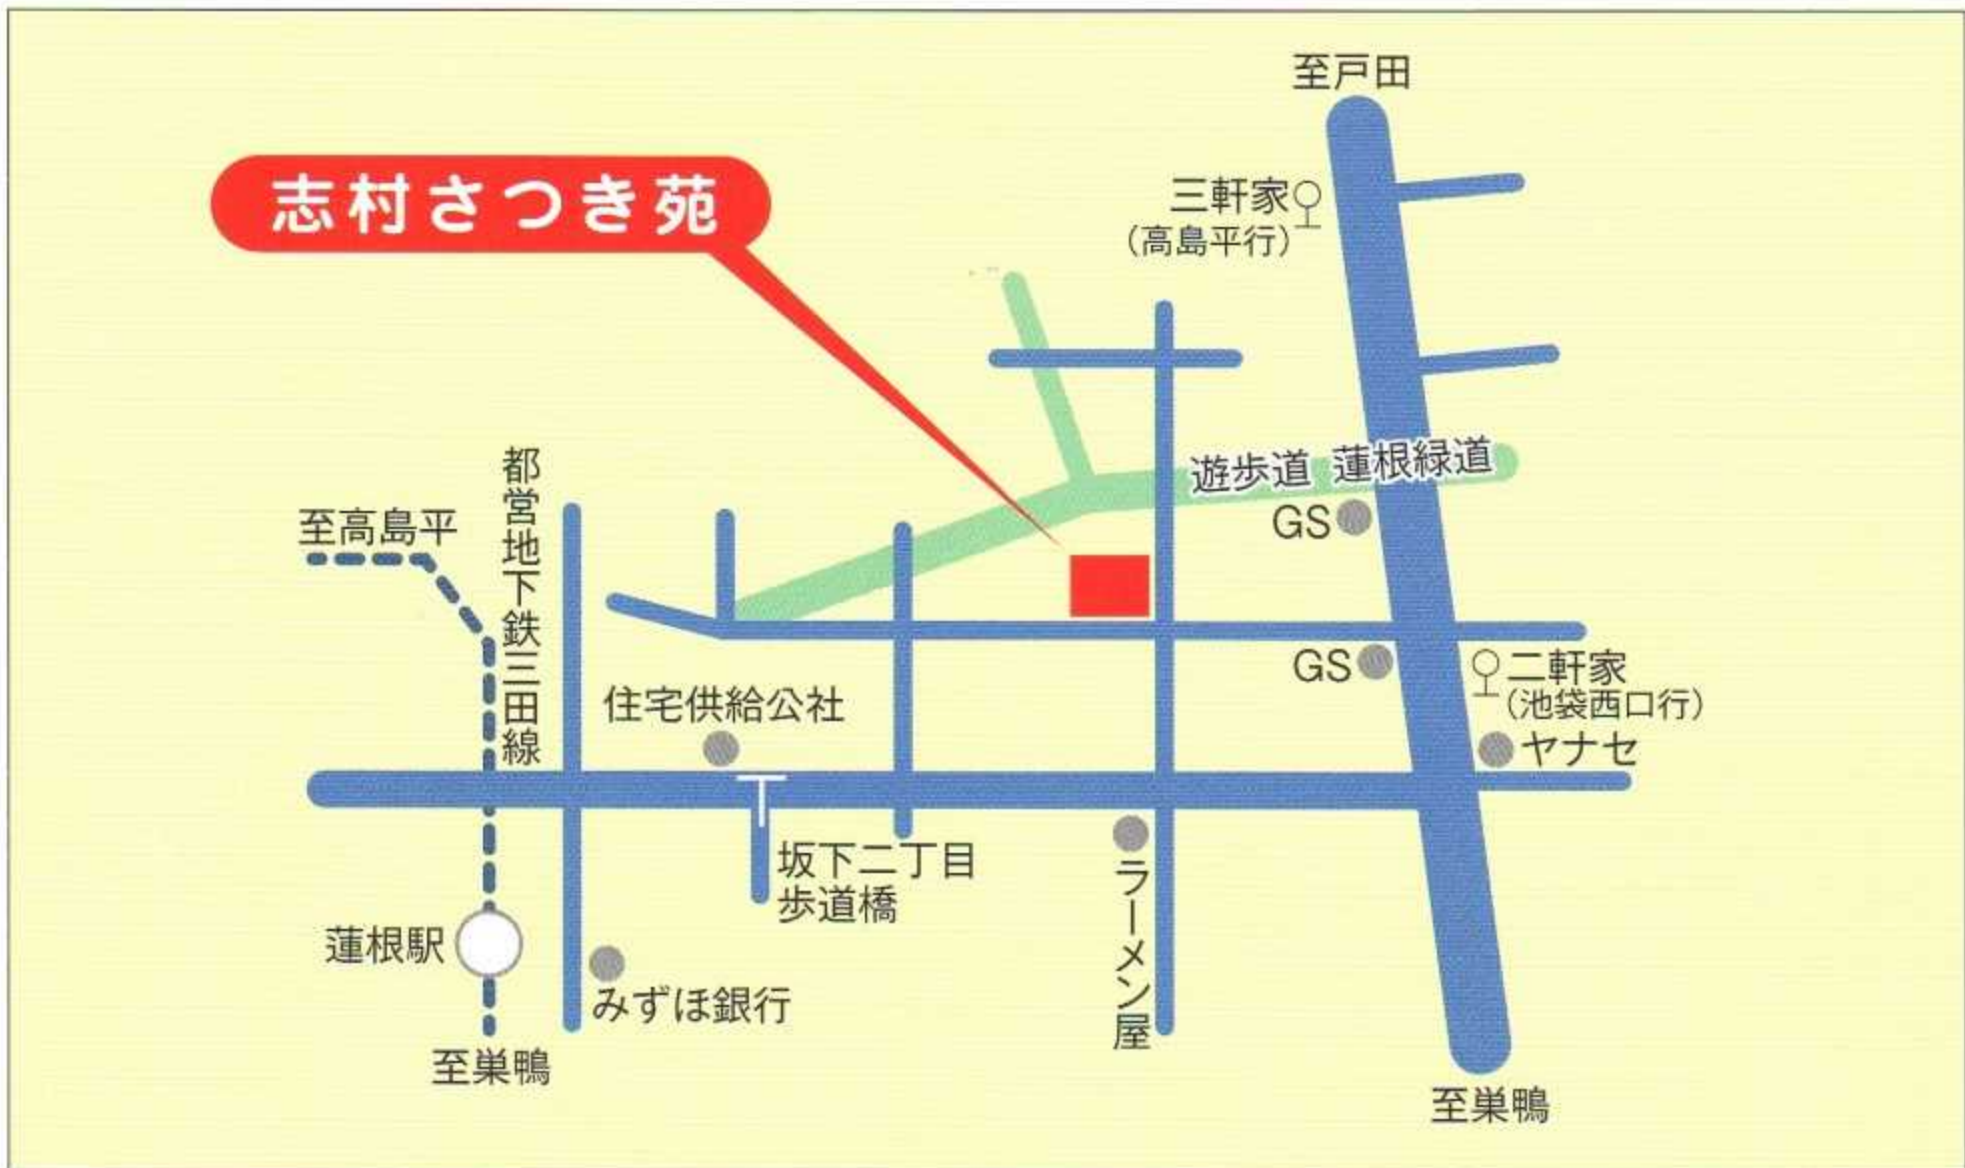 至戸田
志村さつき苑
三軒家
(高島平行)
遊歩道 蓮根緑道
都営地下鉄三田線
至高島平
GS
GS
二軒家
(池袋西口行)
住宅供給公社
ヤナセ
坂下二丁目
歩道橋
ラーメン屋
蓮根駅
みずほ銀行
至巣鴨
至巣鴨